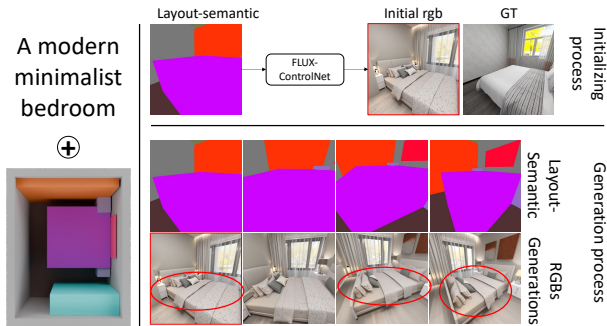 A modern
minimalist
bedroom
+
Layout-semantic
FLUX-
ControlNet
Initial rgb
GT
Initializing
process
Layout-
Semantic
RGBs
Generations
Generation process